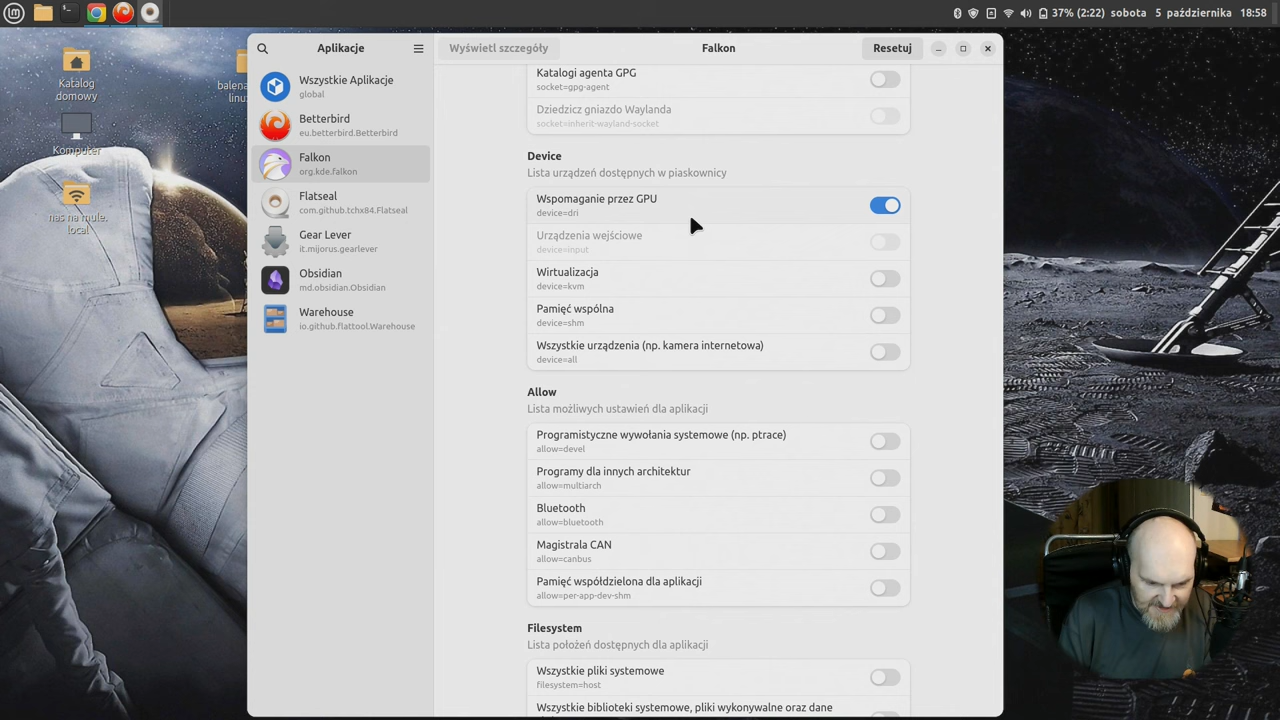 37% (2:22) sobota 5 października 18:58
Katalog
domowy
Komputer
nas na mule.
local
balena
linux
Aplikacje
Wszystkie Aplikacje
global
Betterbird
eu.betterbird.Betterbird
Falkon
org.kde.falkon
Flatseal
com.github.tchx84.Flatseal
Gear Lever
it.mijorus.gearlever
Obsidian
md.obsidian.Obsidian
Warehouse
io.github.flattool.Warehouse
Wyświetl szczegóły
Falkon
Resetuj
Katalogi agenta GPG
socket=gpg-agent
Dziedzicz gniazdo Waylanda
socket=inherit-wayland-socket
Device
Lista urządzeń dostępnych w piaskownicy
Wspomaganie przez GPU
device=dri
Urządzenia wejściowe
device=input
Wirtualizacja
device=kvm
Pamięć wspólna
device=shm
Wszystkie urządzenia (np. kamera internetowa)
device=all
Allow
Lista możliwych ustawień dla aplikacji
Programistyczne wywołania systemowe (np. ptrace)
allow=devel
Programy dla innych architektur
allow=multiarch
Bluetooth
allow=bluetooth
Magistrala CAN
allow=canbus
Pamięć współdzielona dla aplikacji
allow=per-app-dev-shm
Filesystem
Lista położeń dostępnych dla aplikacji
Wszystkie pliki systemowe
filesystem=host
Wszystkie biblioteki systemowe, pliki wykonywalne oraz dane